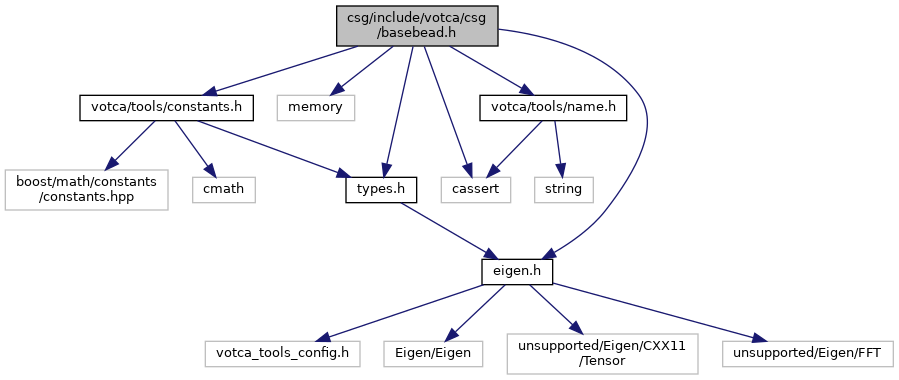 csg/include/votca/csg
/basebead.h
votca/tools/constants.h
memory
votca/tools/name.h
boost/math/constants
/constants.hpp
cmath
types.h
cassert
string
eigen.h
votca_tools_config.h
Eigen/Eigen
unsupported/Eigen/CXX11
/Tensor
unsupported/Eigen/FFT